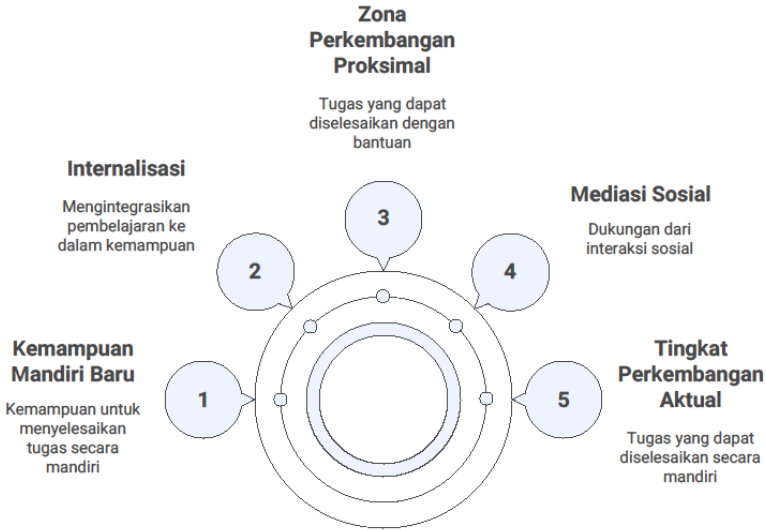 Zona
Perkembangan
Proksimal
Tugas yang dapat
diselesaikan dengan
bantuan
Internalisasi
Mengintegrasikan
pembelajaran ke
dalam kemampuan
Mediasi Sosial
Dukungan dari
interaksi sosial
3
2
4
Kemampuan
Mandiri Baru
Kemampuan untuk
menyelesaikan
tugas secara
mandiri
1
5
Tingkat
Perkembangan
Aktual
Tugas yang dapat
diselesaikan secara
mandiri